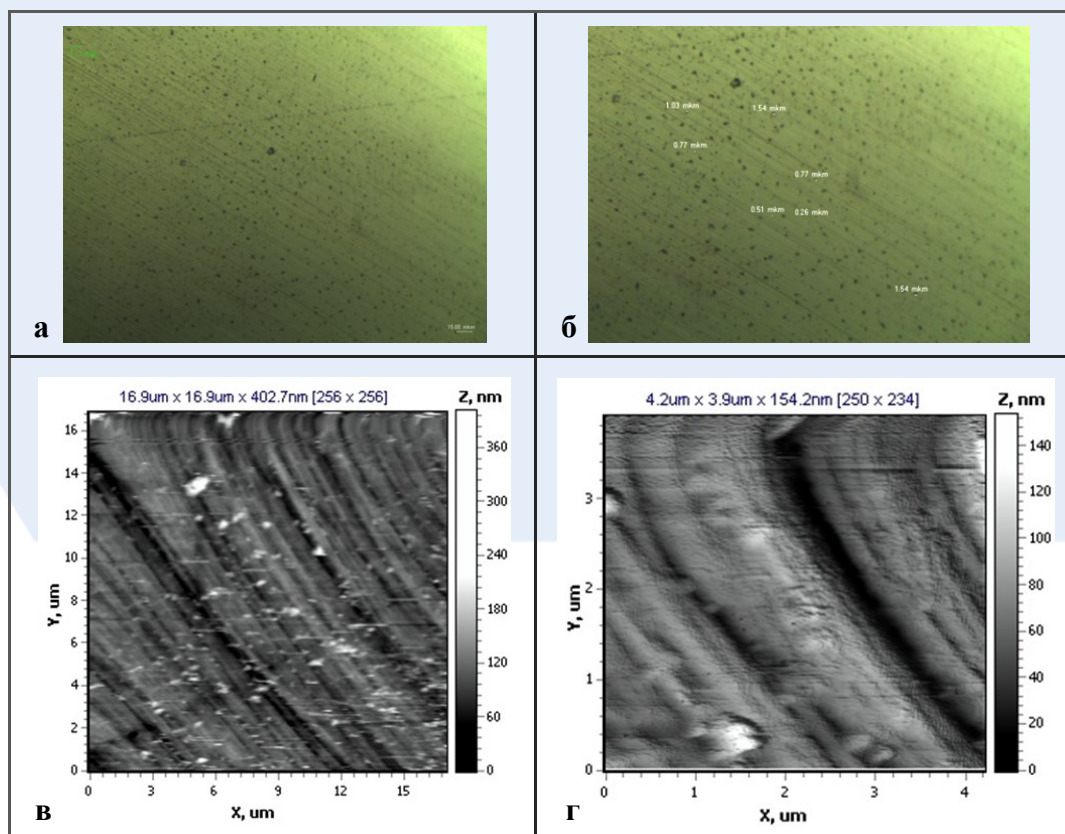 а
б
1.03 mkm
1.54 mkm
0.77 mkm
0.77 mkm
0.51 mkm
0.26 mkm
1.54 mkm
16.9um x 16.9um x 402.7nm [256 x 256]
Z, nm
360
300
240
180
120
60
0
16
14
12
10
8
6
4
2
0
Y, um
0
3
6
9
12
15
X, um
в
4.2um x 3.9um x 154.2nm [250 x 234]
Z, nm
140
120
100
80
60
40
20
0
3
2
1
0
Y, um
0
1
2
3
4
X, um
г